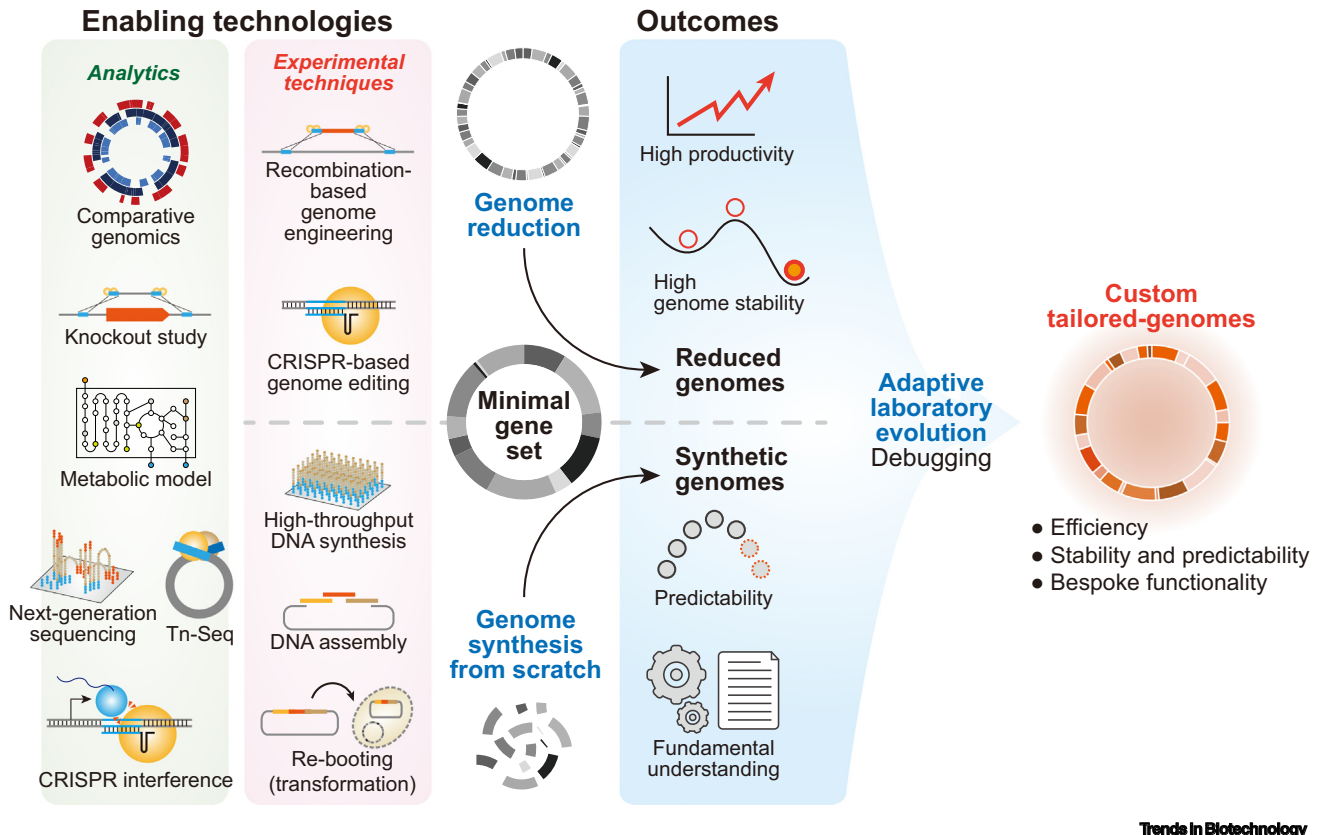 Enabling technologies
Outcomes
Analytics
Comparative
genomics
Knockout study
Metabolic model
Next-generation
sequencing
Tn-Seq
CRISPR interference
Experimental
techniques
Recombination-
based
genome
engineering
CRISPR-based
genome editing
High-throughput
DNA synthesis
DNA assembly
Re-booting
(transformation)
Genome
reduction
Minimal
gene
set
Genome
synthesis
from scratch
High productivity
High
genome stability
Reduced
genomes
Synthetic
genomes
Predictability
Fundamental
understanding
Adaptive
laboratory
evolution
Debugging
Custom
tailored-genomes
● Efficiency
● Stability and predictability
● Bespoke functionality
Trends in Biotechnology